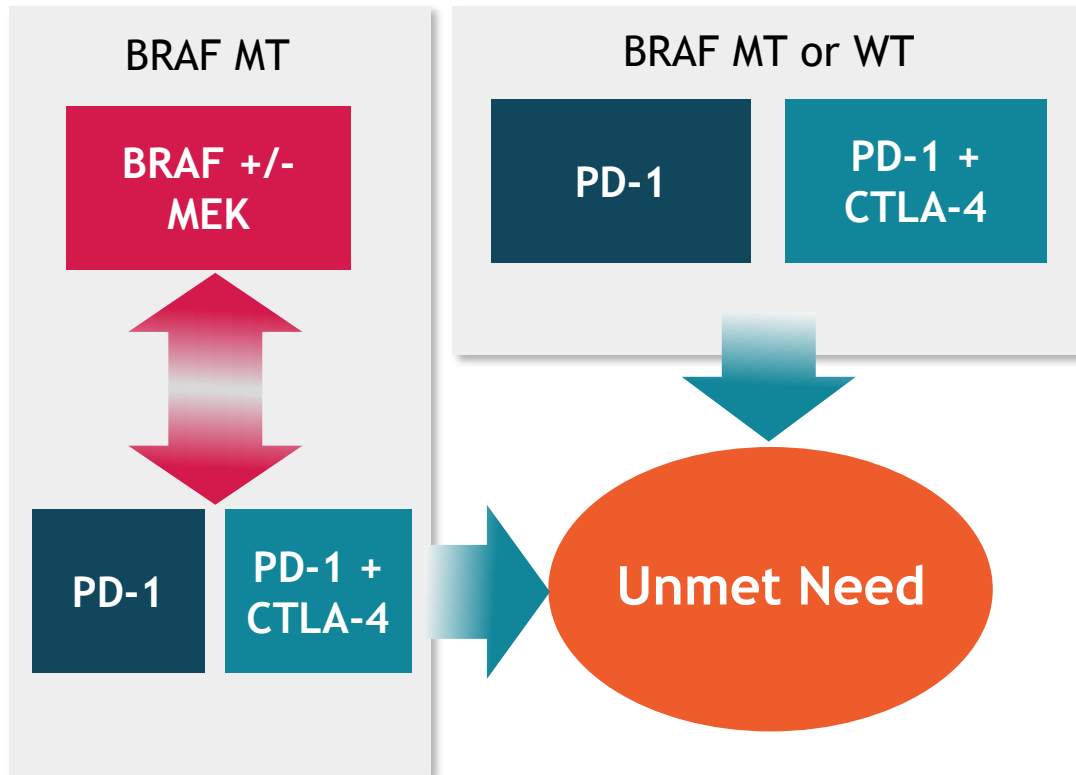 BRAF MT
BRAF +/-
MEK
PD-1
PD-1 +
CTLA-4
BRAF MT or WT
PD-1
PD-1 +
CTLA-4
Unmet Need